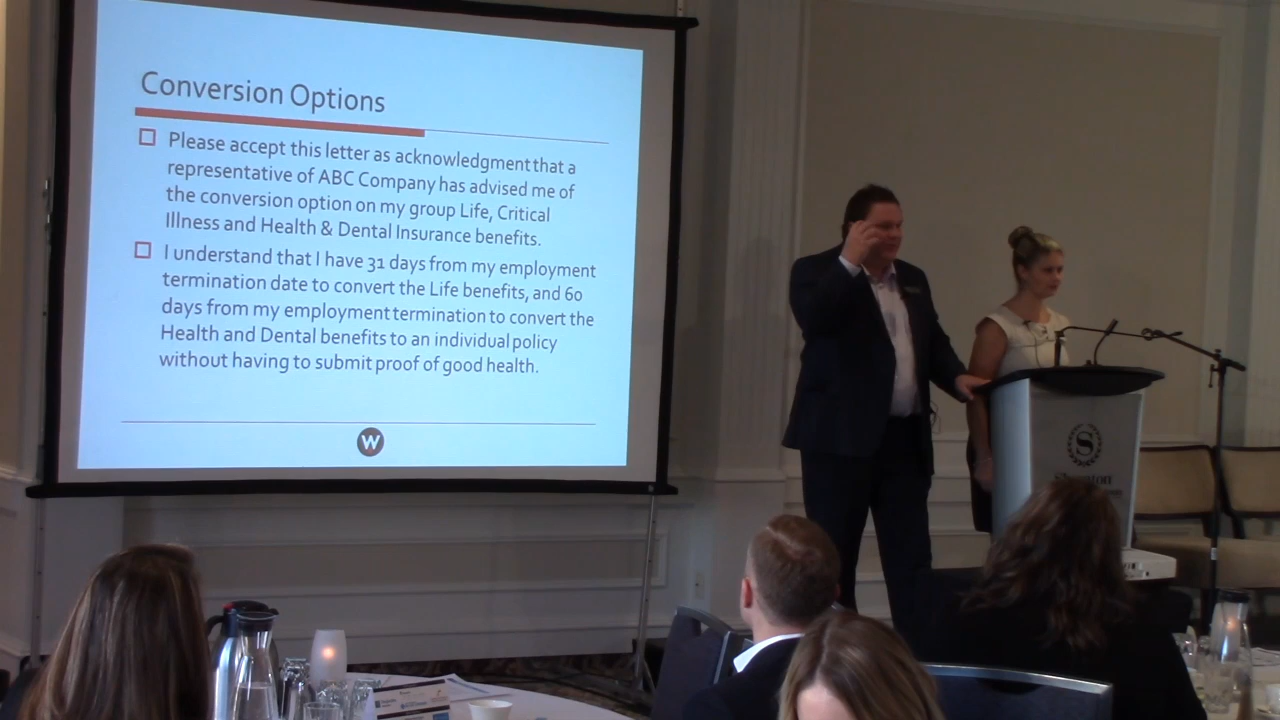 Conversion Options
Please accept this letter as acknowledgment that a
representative of ABC Company has advised me of
the conversion option on my group Life, Critical
Illness and Health & Dental Insurance benefits.
I understand that I have 31 days from my employment
termination date to convert the Life benefits, and 60
days from my employment termination to convert the
Health and Dental benefits to an individual policy
without having to submit proof of good health.
W
S
Sheraton